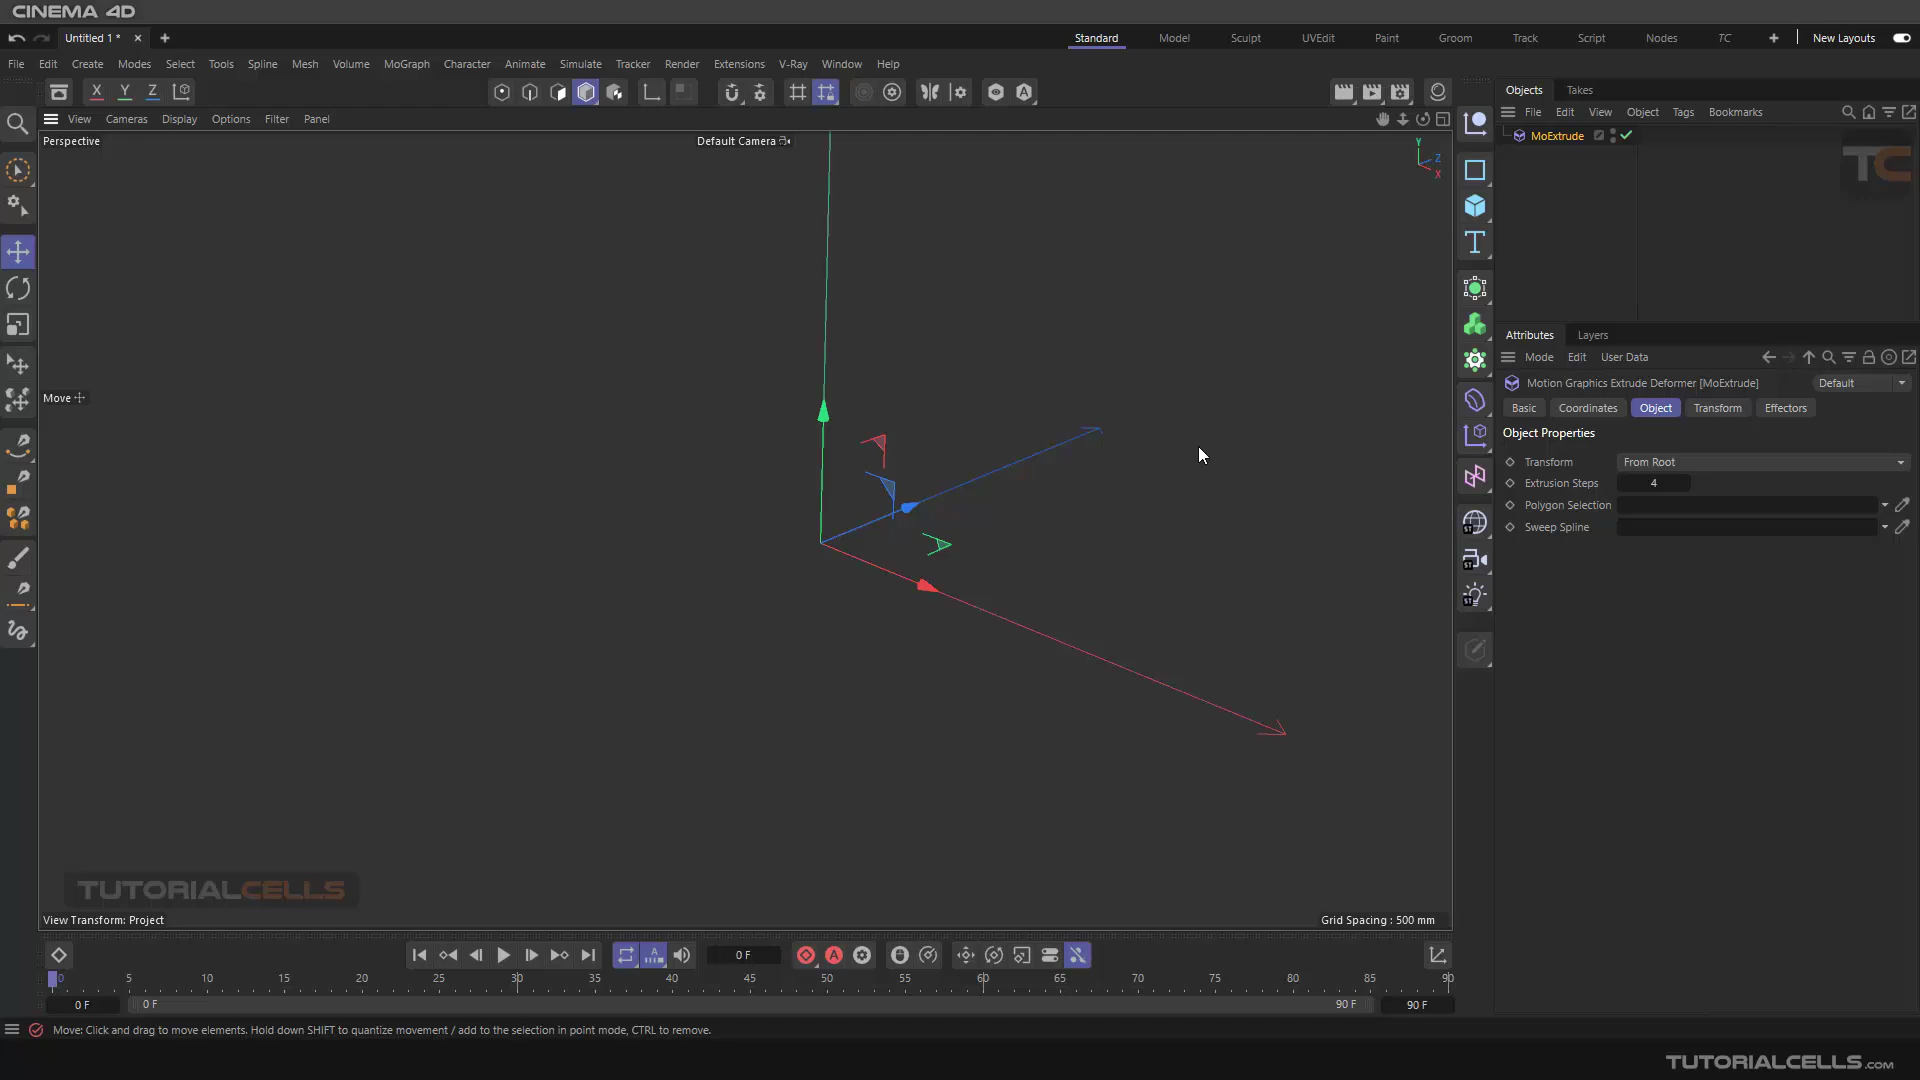 CINEMA 4D
Untitled 1 *
Standard
Model
Sculpt
UVEdit
Paint
Groom
Track
Script
Nodes
TC
New Layouts
File Edit Create Modes Select Tools Spline Mesh Volume MoGraph Character Animate Simulate Tracker Render Extensions V-Ray Window Help
X Y Z
Objects Takes
View Cameras Display Options Filter Panel
File Edit View Object Tags Bookmarks
Perspective
Default Camera
Y
Z
X
MoExtrude
TC
Attributes Layers
Mode Edit User Data
Motion Graphics Extrude Deformer [MoExtrude]
Default
Basic Coordinates Object Transform Effectors
Move
Object Properties
Transform From Root
Extrusion Steps 4
Polygon Selection
Sweep Spline
ST
ST
ST
TUTORIALCELLS
View Transform: Project
Grid Spacing : 500 mm
0 F
0 5 10 15 20 25 30 35 40 45 50 55 60 65 70 75 80 85 90
0 F 0 F 90 F 90 F
Move: Click and drag to move elements. Hold down SHIFT to quantize movement / add to the selection in point mode, CTRL to remove.
TUTORIALCELLS.COM